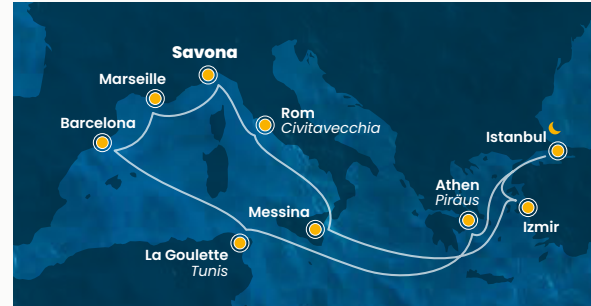 Savona
Marseille
Barcelona
Rom
Civitavecchia
Istanbul
Athen
Piräus
Messina
Izmir
La Goulette
Tunis